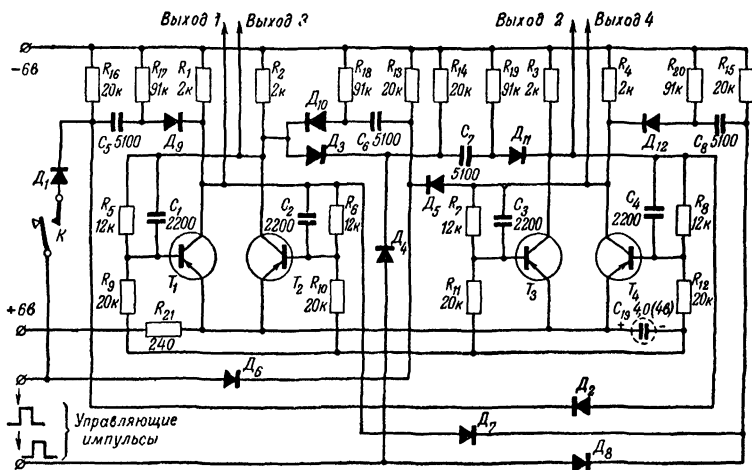 Выход 1 Выход 3 Выход 2 Выход 4
−6в
R16 20к R17 91к R1 2к R2 2к R18 91к R13 20к R14 20к R19 91к R3 2к R4 2к R20 91к R15 20к
C5 5100 Д9 Д10 Д3 C6 5100 C7 5100 Д11 Д12 C8 5100
Д1
К
R5 12к C1 2200 C2 2200 R6 12к Д4 Д5 R7 12к C3 2200 C4 2200 R8 12к
T1 T2 T3 T4
R9 20к R10 20к R11 20к R12 20к
+6в
R21 240
C19 4,0(4в)
+ −
Д6
Д2
Управляющие
импульсы
Д7
Д8